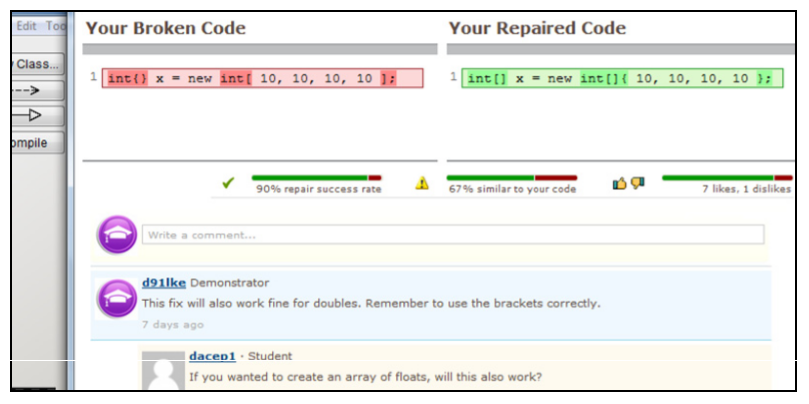 Edit Too
Class...
ompile
Your Broken Code
Your Repaired Code
1 int{} x = new int[ 10, 10, 10, 10 ];
1 int[] x = new int[]{ 10, 10, 10, 10 };
90% repair success rate
67% similar to your code
7 likes, 1 dislikes
Write a comment...
d91lke Demonstrator
This fix will also work fine for doubles. Remember to use the brackets correctly.
7 days ago
dacep1 · Student
If you wanted to create an array of floats, will this also work?